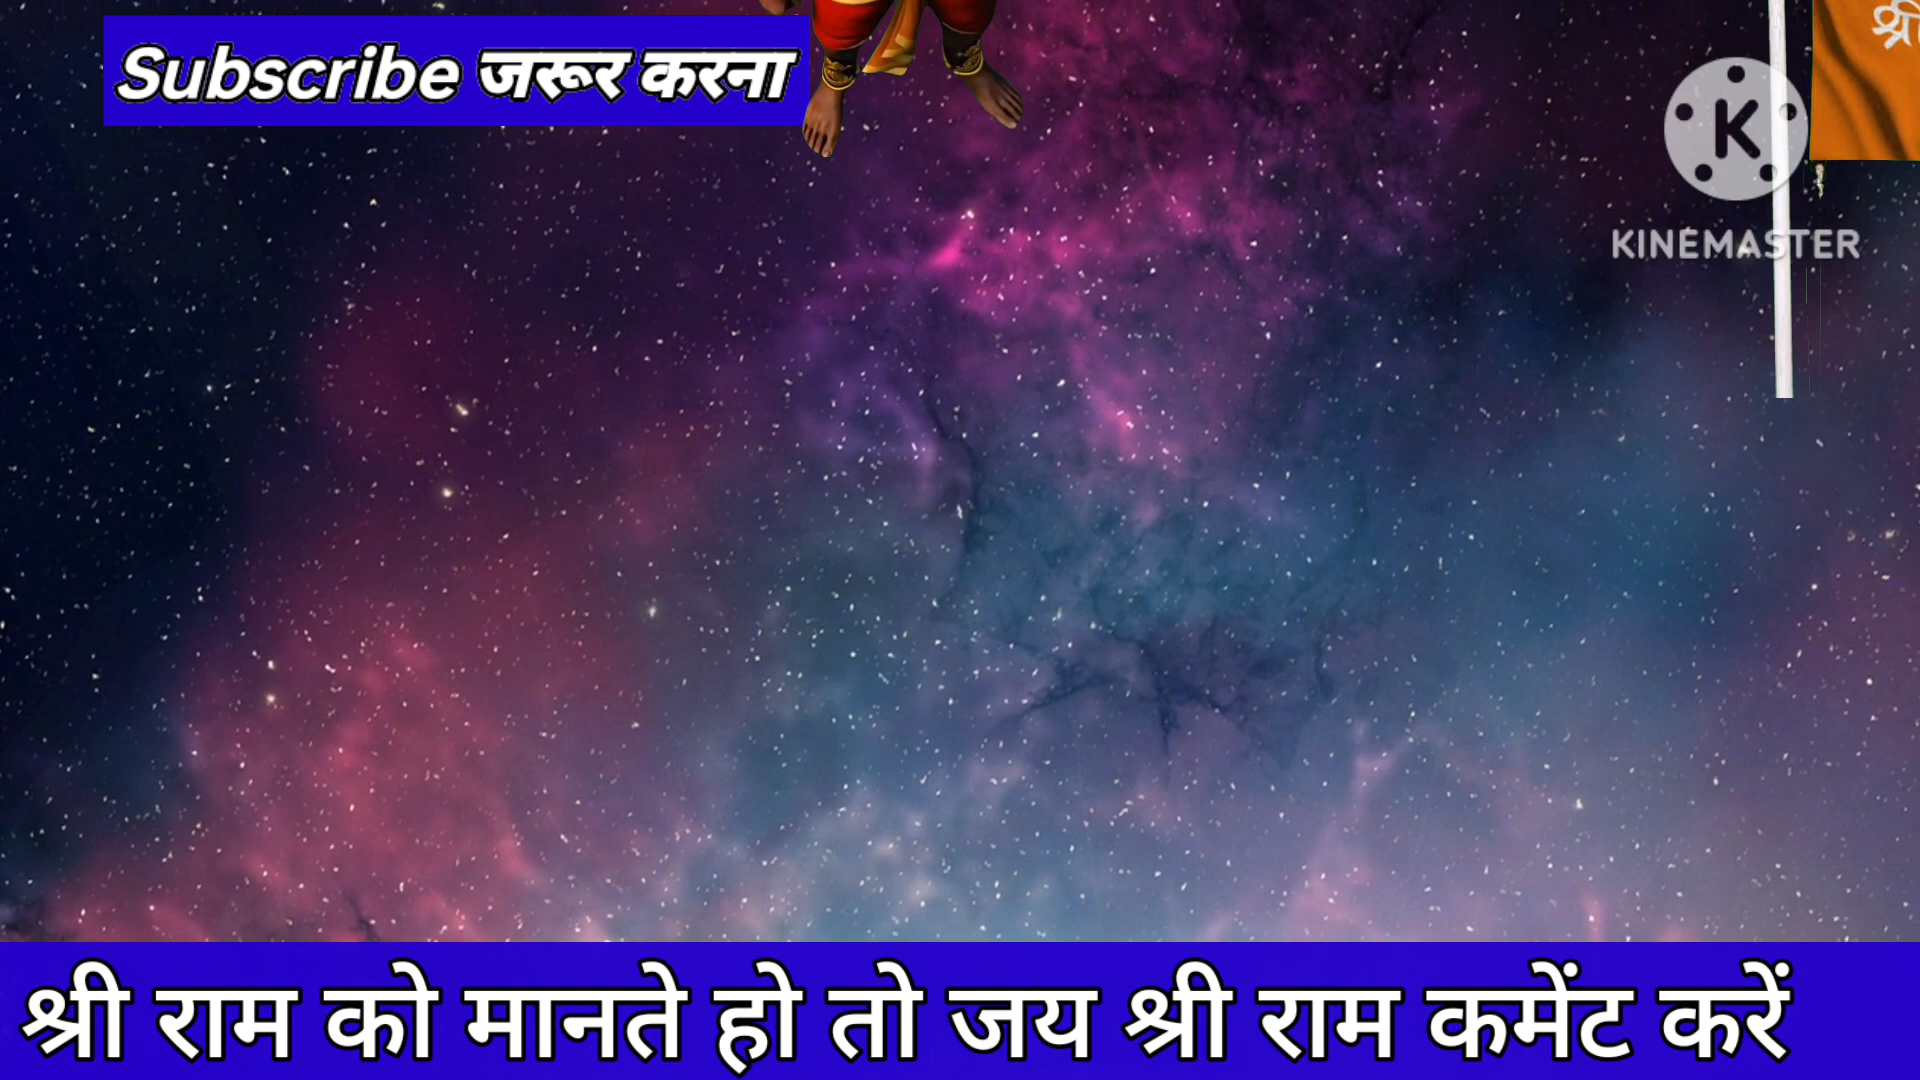 Subscribe जरूर करना
श्री
KINEMASTER
श्री राम को मानते हो तो जय श्री राम कमेंट करें